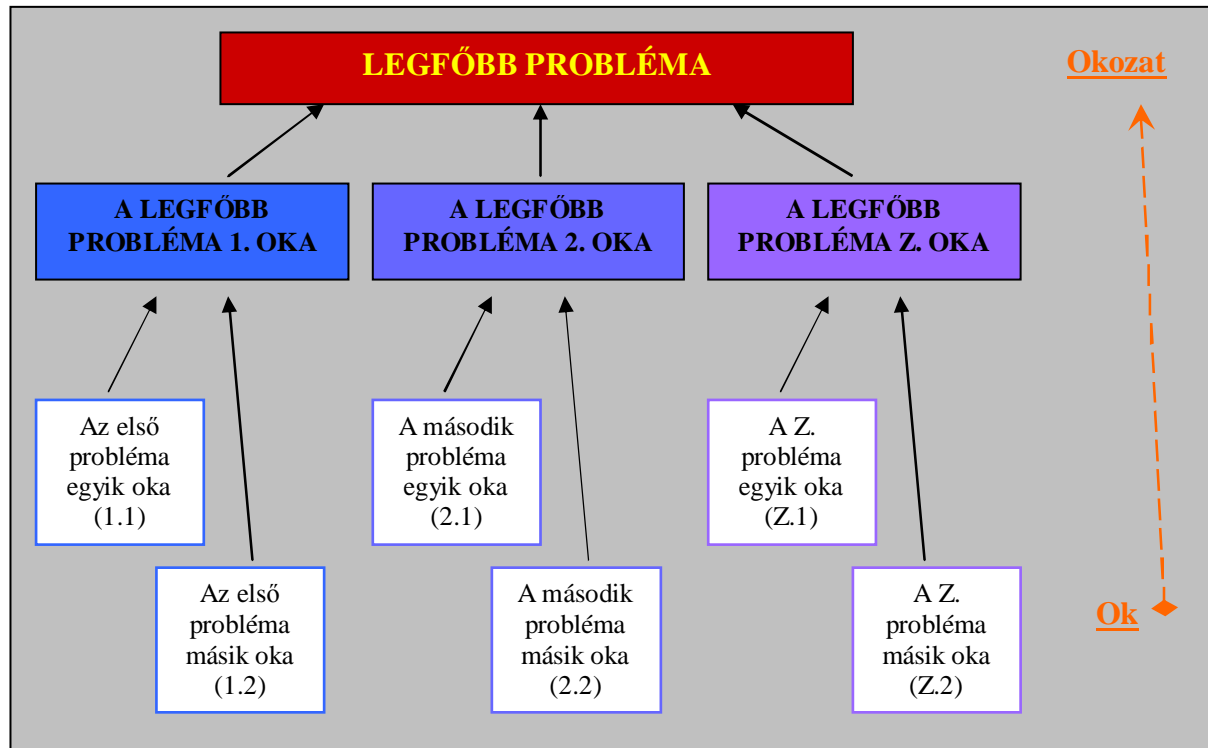 LEGFŐBB PROBLÉMA
Okozat
A LEGFŐBB
PROBLÉMA 1. OKA
A LEGFŐBB
PROBLÉMA 2. OKA
A LEGFŐBB
PROBLÉMA Z. OKA
Az első
probléma
egyik oka
(1.1)
A második
probléma
egyik oka
(2.1)
A Z.
probléma
egyik oka
(Z.1)
Az első
probléma
másik oka
(1.2)
A második
probléma
másik oka
(2.2)
A Z.
probléma
másik oka
(Z.2)
Ok